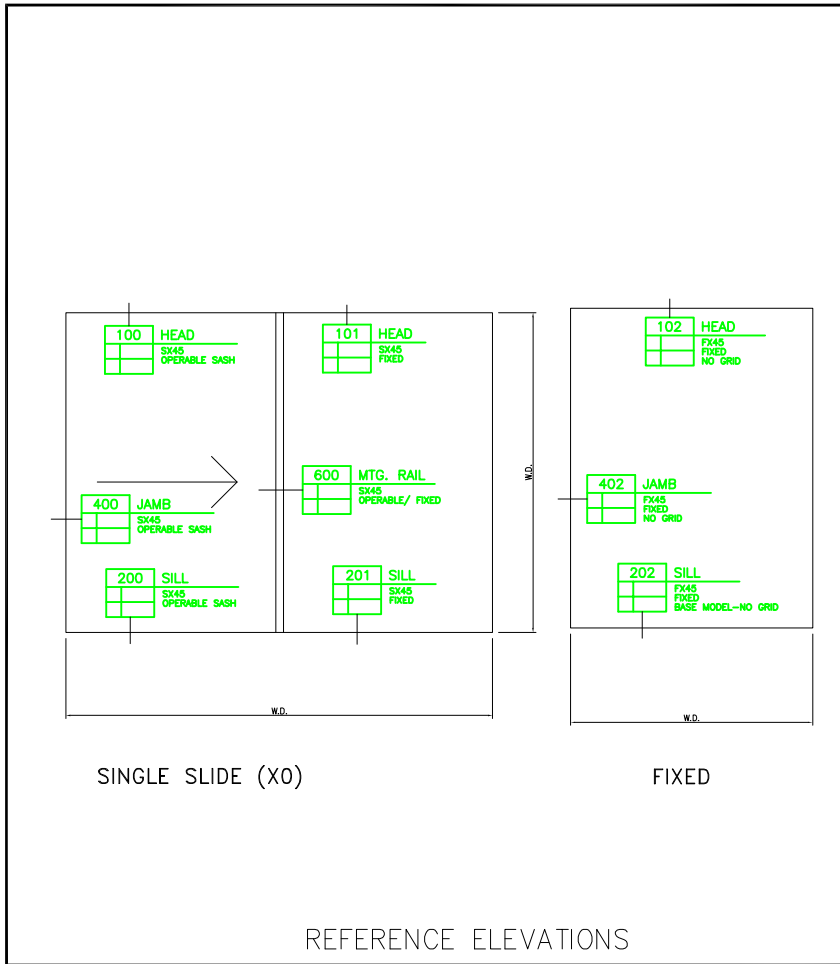 100 HEAD
SX45
OPERABLE SASH
101 HEAD
SX45
FIXED
102 HEAD
FX45
FIXED
NO GRID
600 MTG. RAIL
SX45
OPERABLE/ FIXED
W.D.
400 JAMB
SX45
OPERABLE SASH
402 JAMB
FX45
FIXED
NO GRID
200 SILL
SX45
OPERABLE SASH
201 SILL
SX45
FIXED
202 SILL
FX45
FIXED
BASE MODEL-NO GRID
W.D.
W.D.
SINGLE SLIDE (XO)
FIXED
REFERENCE ELEVATIONS